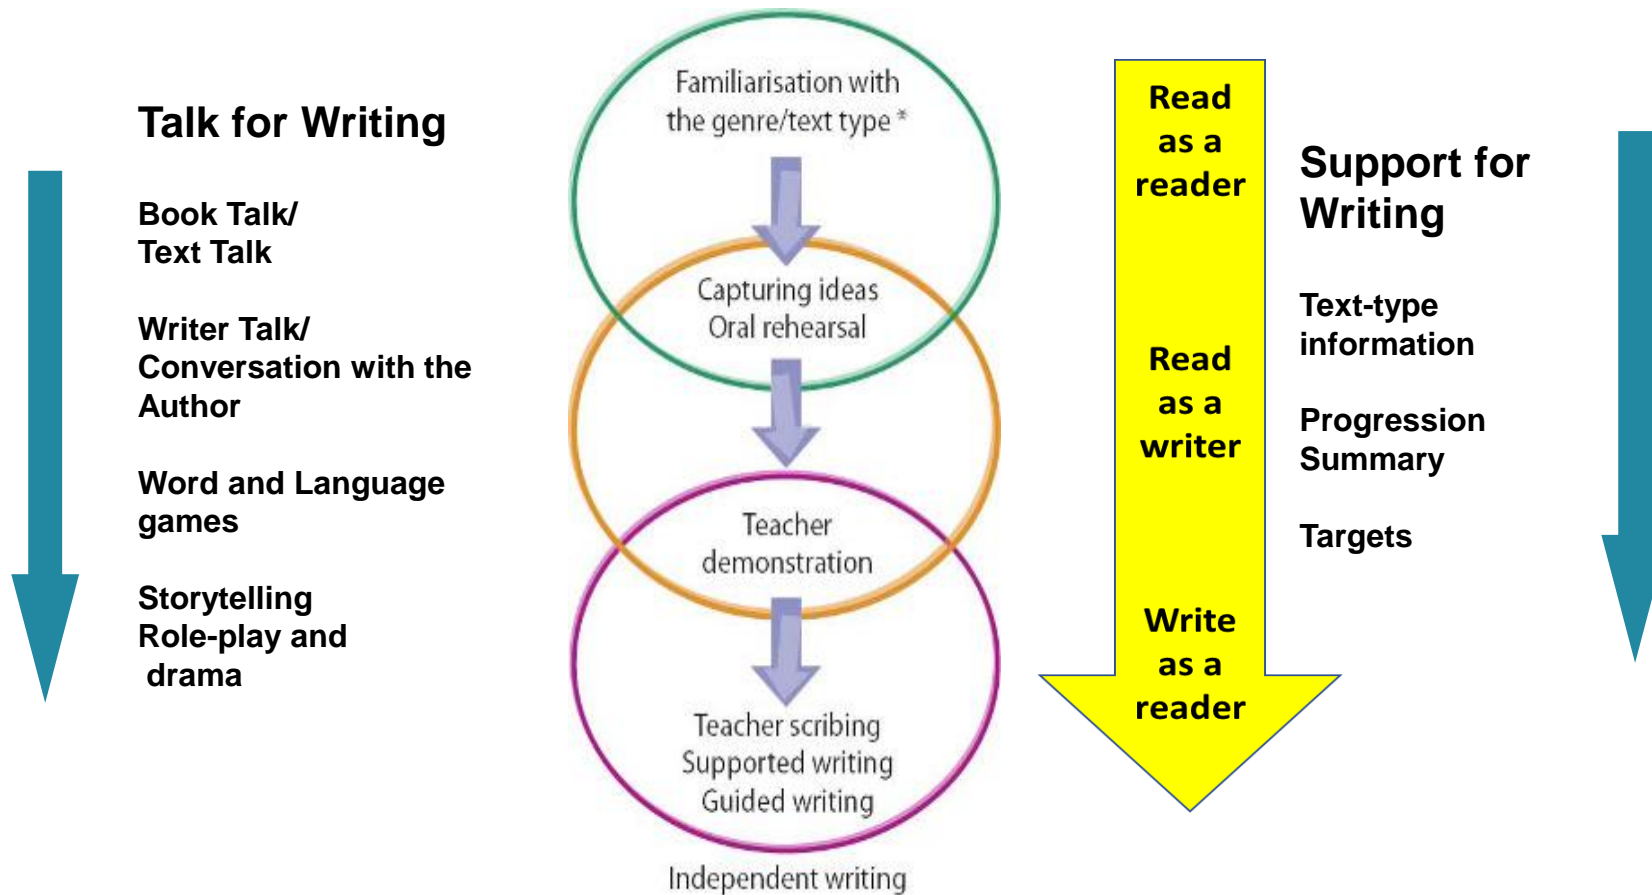 Talk for Writing
Book Talk/
Text Talk
Writer Talk/
Conversation with the
Author
Word and Language
games
Storytelling
Role-play and
drama
Familiarisation with
the genre/text type *
Capturing ideas
Oral rehearsal
Teacher
demonstration
Teacher scribing
Supported writing
Guided writing
Independent writing
Read
as a
reader
Read
as a
writer
Write
as a
reader
Support for
Writing
Text-type
information
Progression
Summary
Targets